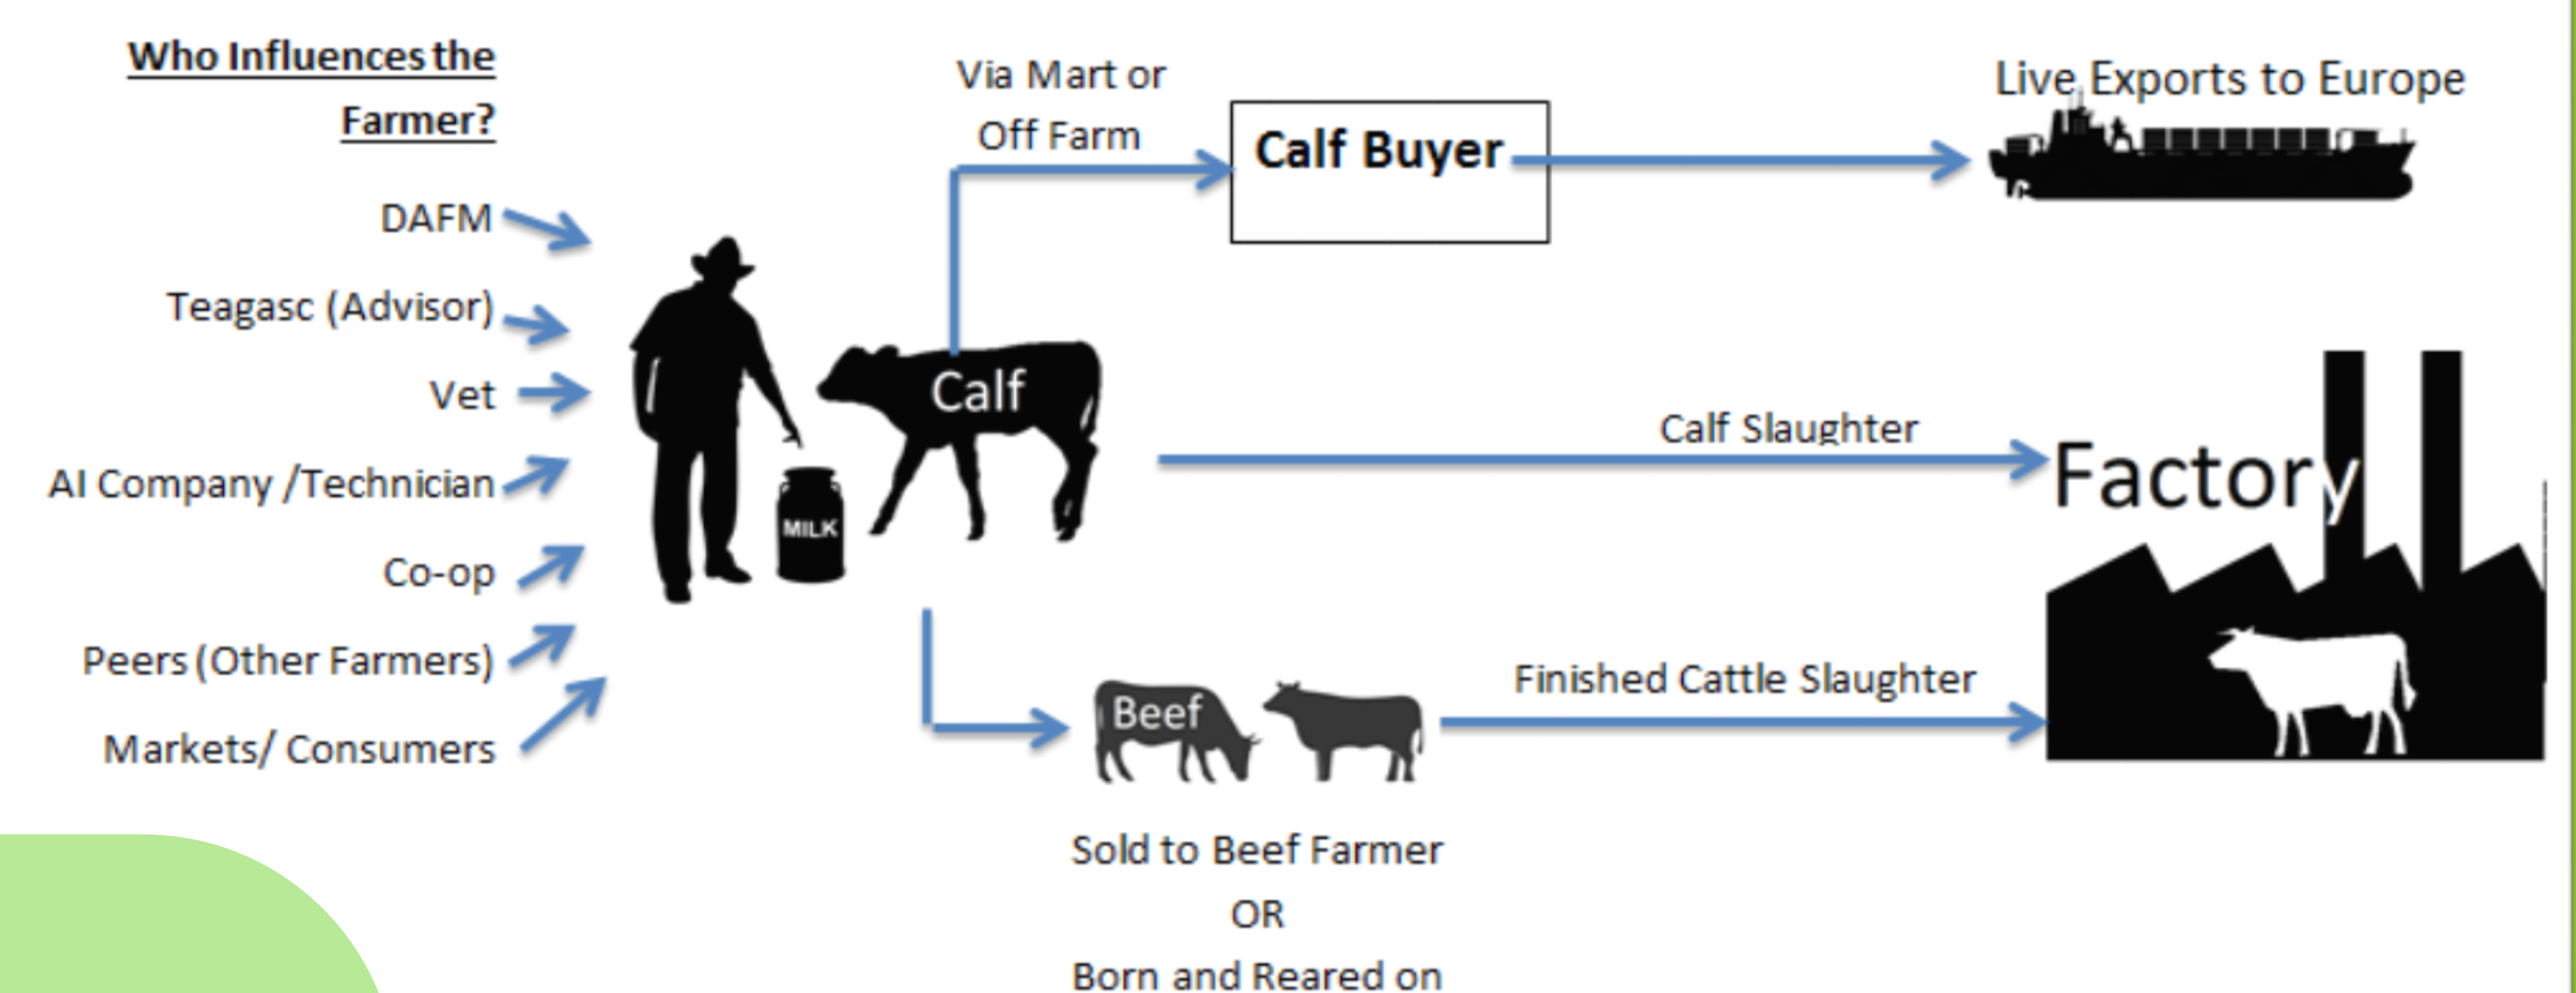 Who Influences the
Farmer?
DAFM
Teagasc (Advisor)
Vet
AI Company /Technician
Co-op
Peers (Other Farmers)
Markets/ Consumers
MILK
Calf
Via Mart or
Off Farm
Calf Buyer
Live Exports to Europe
Calf Slaughter
Factory
Beef
Finished Cattle Slaughter
Sold to Beef Farmer
OR
Born and Reared on